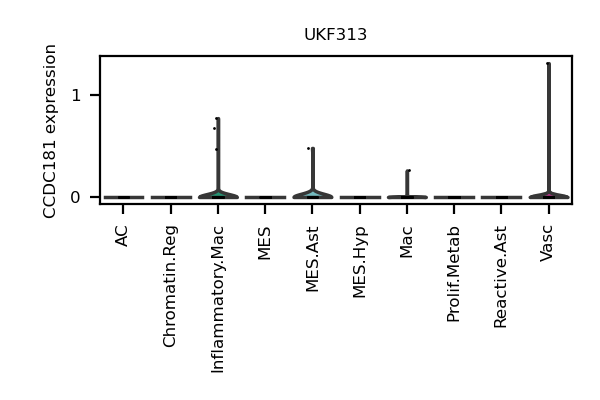 UKF313
CCDC181 expression
1
0
AC
Chromatin.Reg
Inflammatory.Mac
MES
MES.Ast
MES.Hyp
Mac
Prolif.Metab
Reactive.Ast
Vasc